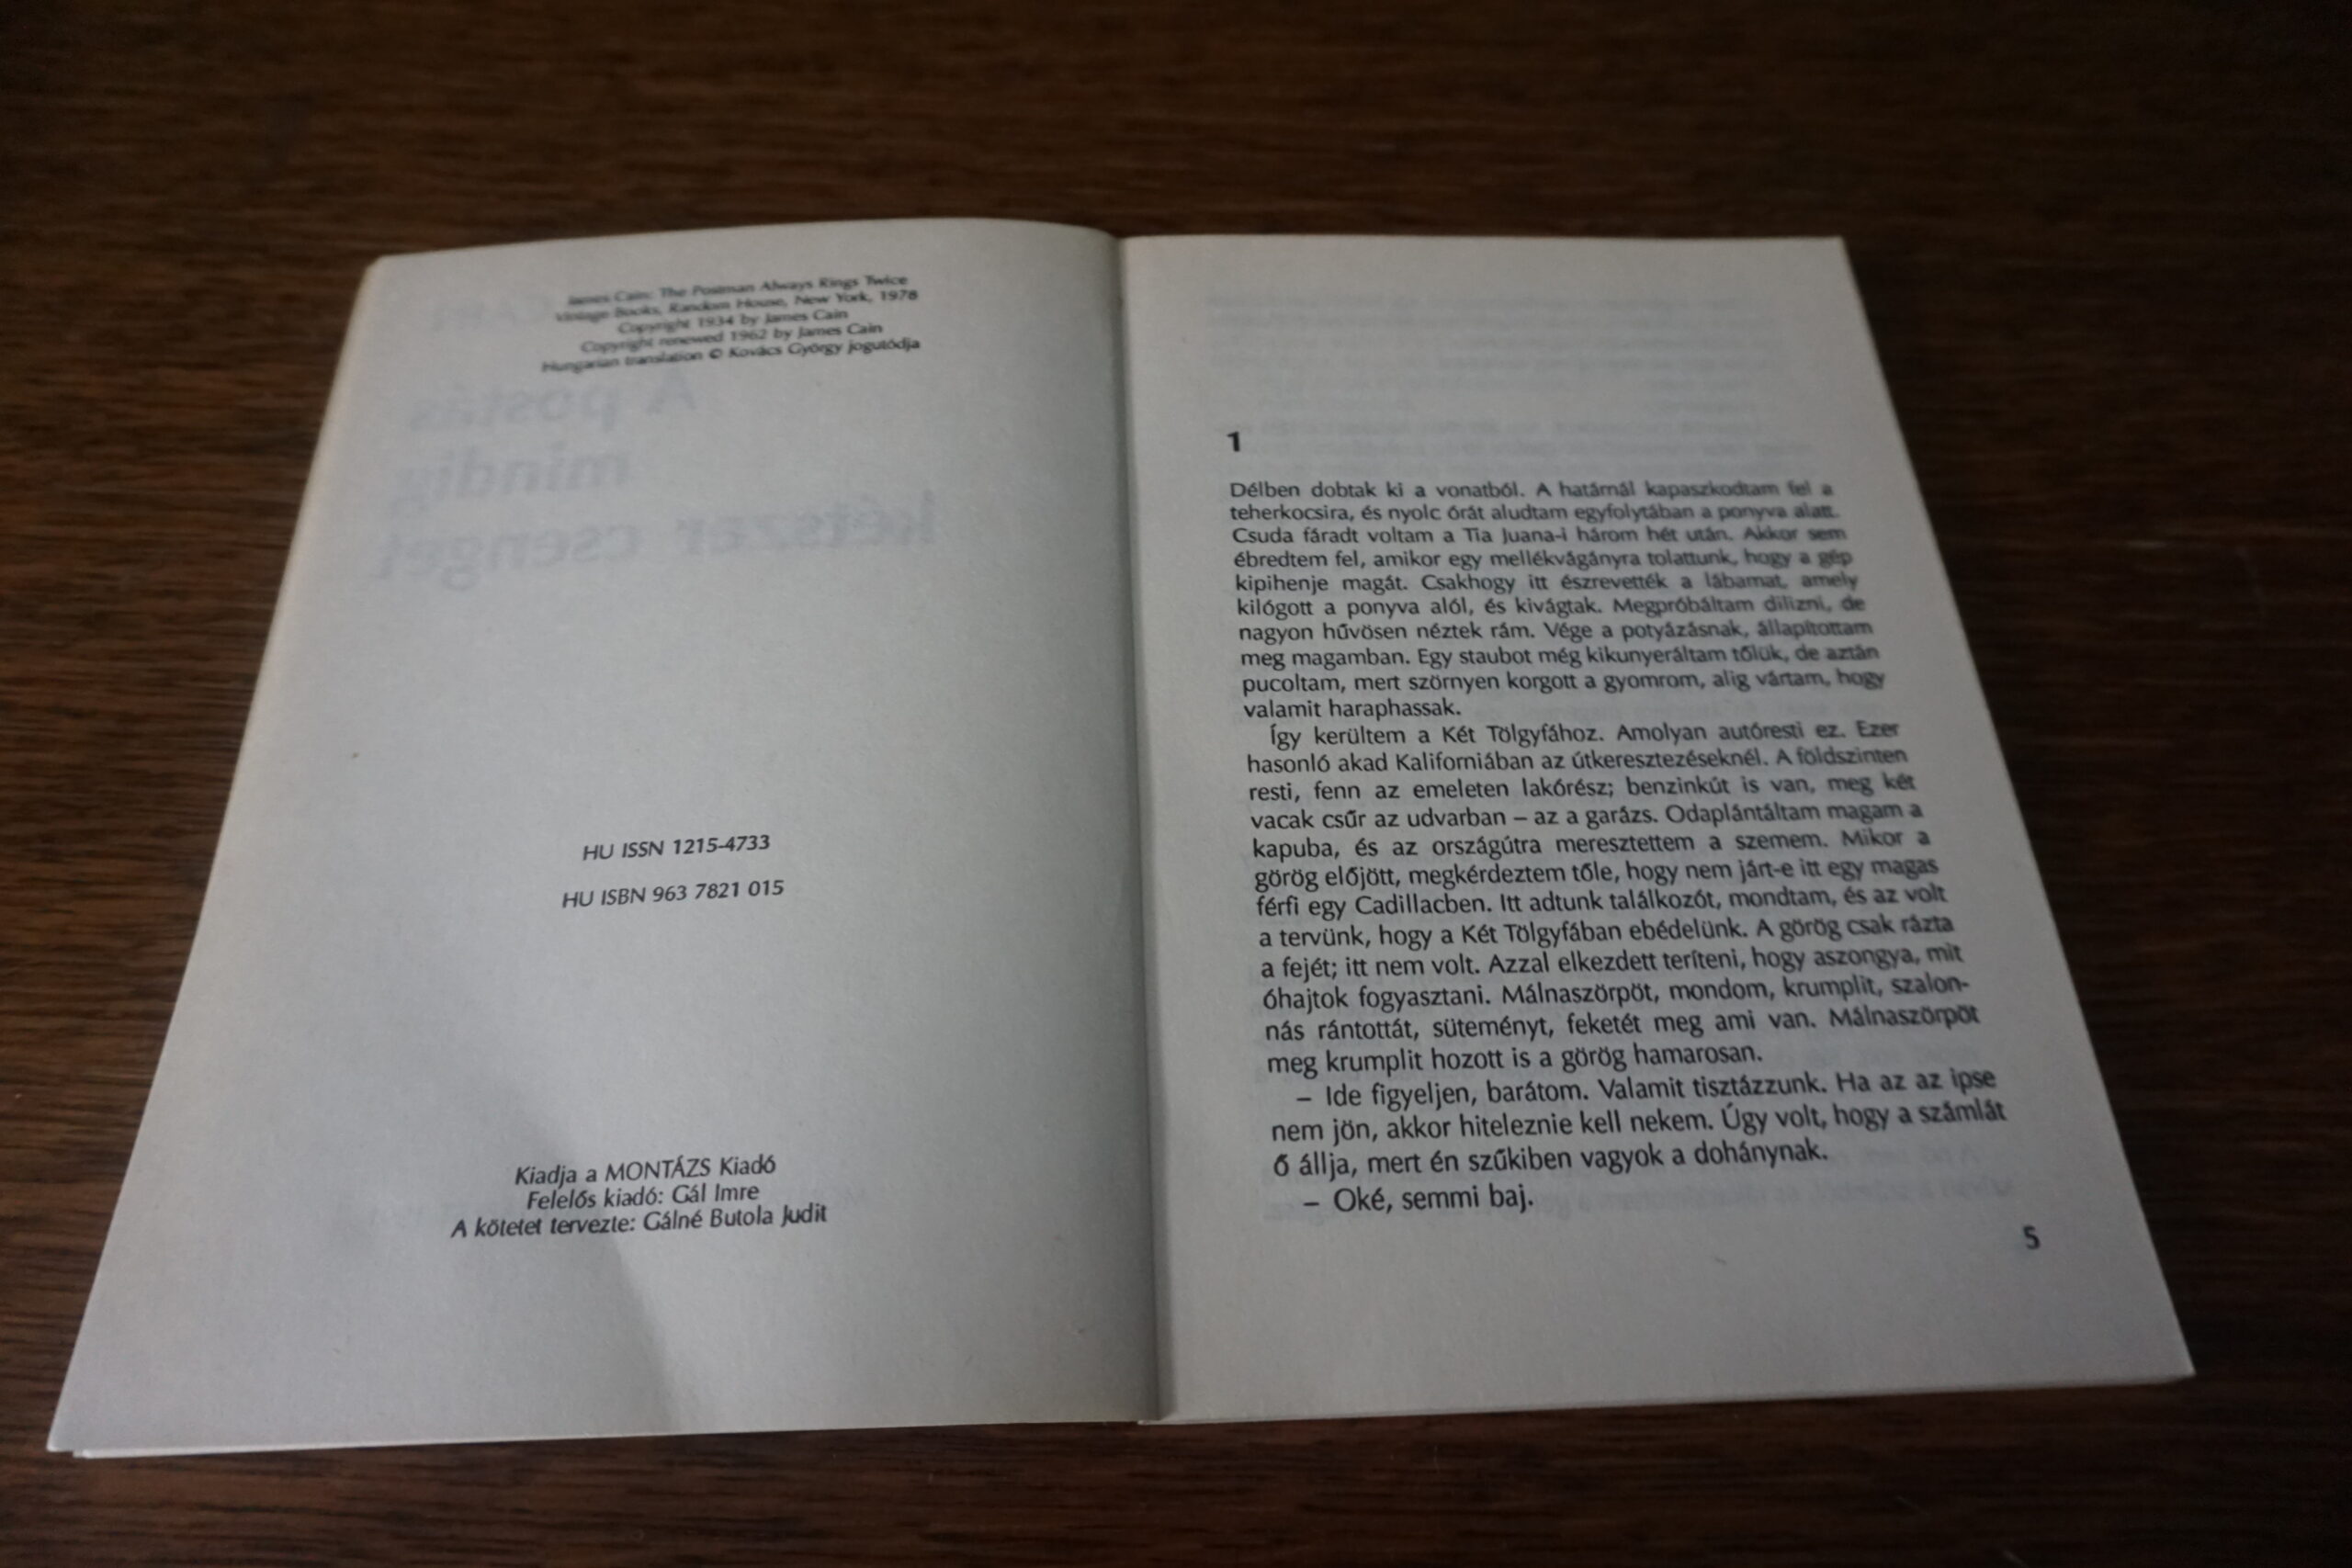 James Cain: The Postman Always Rings Twice
Vintage Books, Random House, New York, 1978
Copyright 1934 by James Cain
Copyright renewed 1962 by James Cain
Hungarian translation © Kovács György jogutódja
A postás
mindig
kétszer csenget
HU ISSN 1215-4733
HU ISBN 963 7821 015
Kiadja a MONTÁZS Kiadó
Felelős kiadó: Gál Imre
A kötetet tervezte: Gálné Butola Judit
1
Délben dobtak ki a vonatból. A határnál kapaszkodtam fel a
teherkocsira, és nyolc órát aludtam egyfolytában a ponyva alatt.
Csuda fáradt voltam a Tia Juana-i három hét után. Akkor sem
ébredtem fel, amikor egy mellékvágányra tolattunk, hogy a gép
kipihenje magát. Csakhogy itt észrevették a lábamat, amely
kilógott a ponyva alól, és kivágtak. Megpróbáltam dilizni, de
nagyon hűvösen néztek rám. Vége a potyázásnak, állapítottam
meg magamban. Egy staubot még kikunyeráltam tőlük, de aztán
pucoltam, mert szörnyen korgott a gyomrom, alig vártam, hogy
valamit haraphassak.
Így kerültem a Két Tölgyfához. Amolyan autóresti ez. Ezer
hasonló akad Kaliforniában az útkeresztezéseknél. A földszinten
resti, fenn az emeleten lakórész; benzinkút is van, meg két
vacak csűr az udvarban – az a garázs. Odaplántáltam magam a
kapuba, és az országútra meresztettem a szemem. Mikor a
görög előjött, megkérdeztem tőle, hogy nem járt-e itt egy magas
férfi egy Cadillacben. Itt adtunk találkozót, mondtam, és az volt
a tervünk, hogy a Két Tölgyfában ebédelünk. A görög csak rázta
a fejét; itt nem volt. Azzal elkezdett teríteni, hogy aszongya, mit
óhajtok fogyasztani. Málnaszörpöt, mondom, krumplit, szalon-
nás rántottát, süteményt, feketét meg ami van. Málnaszörpöt
meg krumplit hozott is a görög hamarosan.
– Ide figyeljen, barátom. Valamit tisztázzunk. Ha az az ipse
nem jön, akkor hiteleznie kell nekem. Úgy volt, hogy a számlát
ő állja, mert én szűkiben vagyok a dohánynak.
– Oké, semmi baj.
5